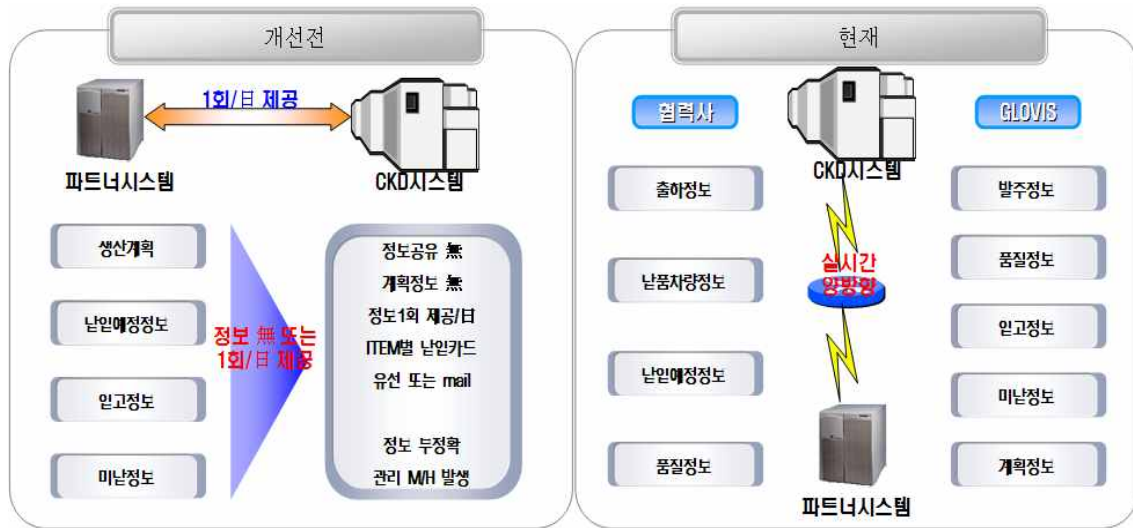 개선전
1회/日 제공
파트너시스템
CKD시스템
생산계획
납입예정정보
입고정보
미납정보
정보 無 또는
1회/日 제공
정보공유 無
계획정보 無
정보1회 제공/日
ITEM별 납입카드
유선 또는 mail
정보 부정확
관리 M/H 발생
현재
협력사
출하정보
납품차량정보
납입예정정보
품질정보
CKD시스템
실시간
양방향
파트너시스템
GLOVIS
발주정보
품질정보
입고정보
미납정보
계획정보